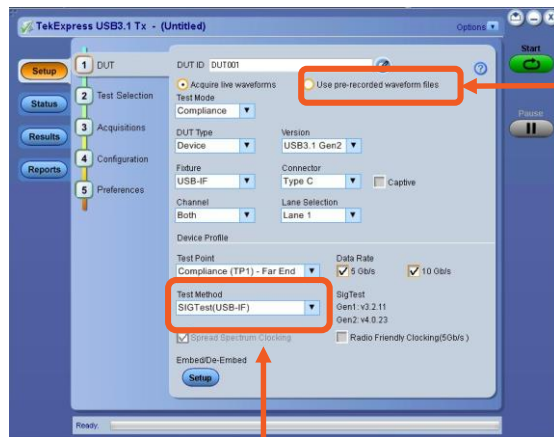 TekExpress USB3.1 Tx - (Untitled)
Options
Start
Setup
1 DUT
DUT ID DUT001
Acquire live waveforms
Use pre-recorded waveform files
Status
2 Test Selection
Test Mode
Compliance
Pause
Results
3 Acquisitions
DUT Type
Version
Device
USB3.1 Gen2
Reports
4 Configuration
Fixture
Connector
USB-IF
Type C
Captive
5 Preferences
Channel
Lane Selection
Both
Lane 1
Device Profile
Test Point
Data Rate
Compliance (TP1) - Far End
5 Gb/s
10 Gb/s
Test Method
SigTest
SIGTest(USB-IF)
Gen1: v3.2.11
Gen2: v4.0.23
Spread Spectrum Clocking
Radio Friendly Clocking(5Gb/s )
Embed/De-Embed
Setup
Ready.